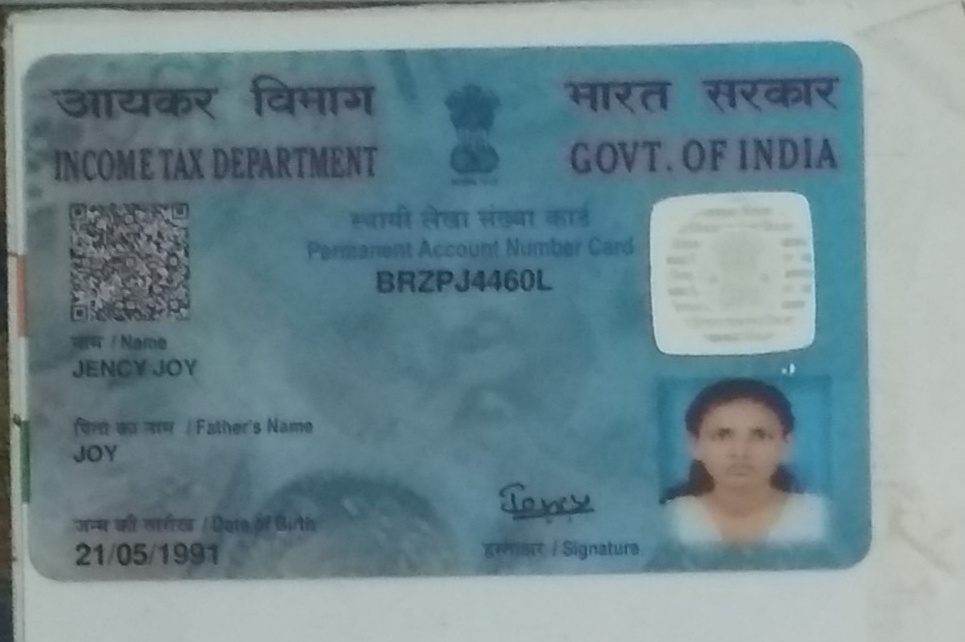 आयकर विभाग
भारत सरकार
INCOME TAX DEPARTMENT
GOVT. OF INDIA
स्थायी लेखा संख्या कार्ड
Permanent Account Number Card
BRZPJ4460L
नाम / Name
JENCY JOY
पिता का नाम / Father's Name
JOY
जन्म की तारीख / Date of Birth
21/05/1991
हस्ताक्षर / Signature